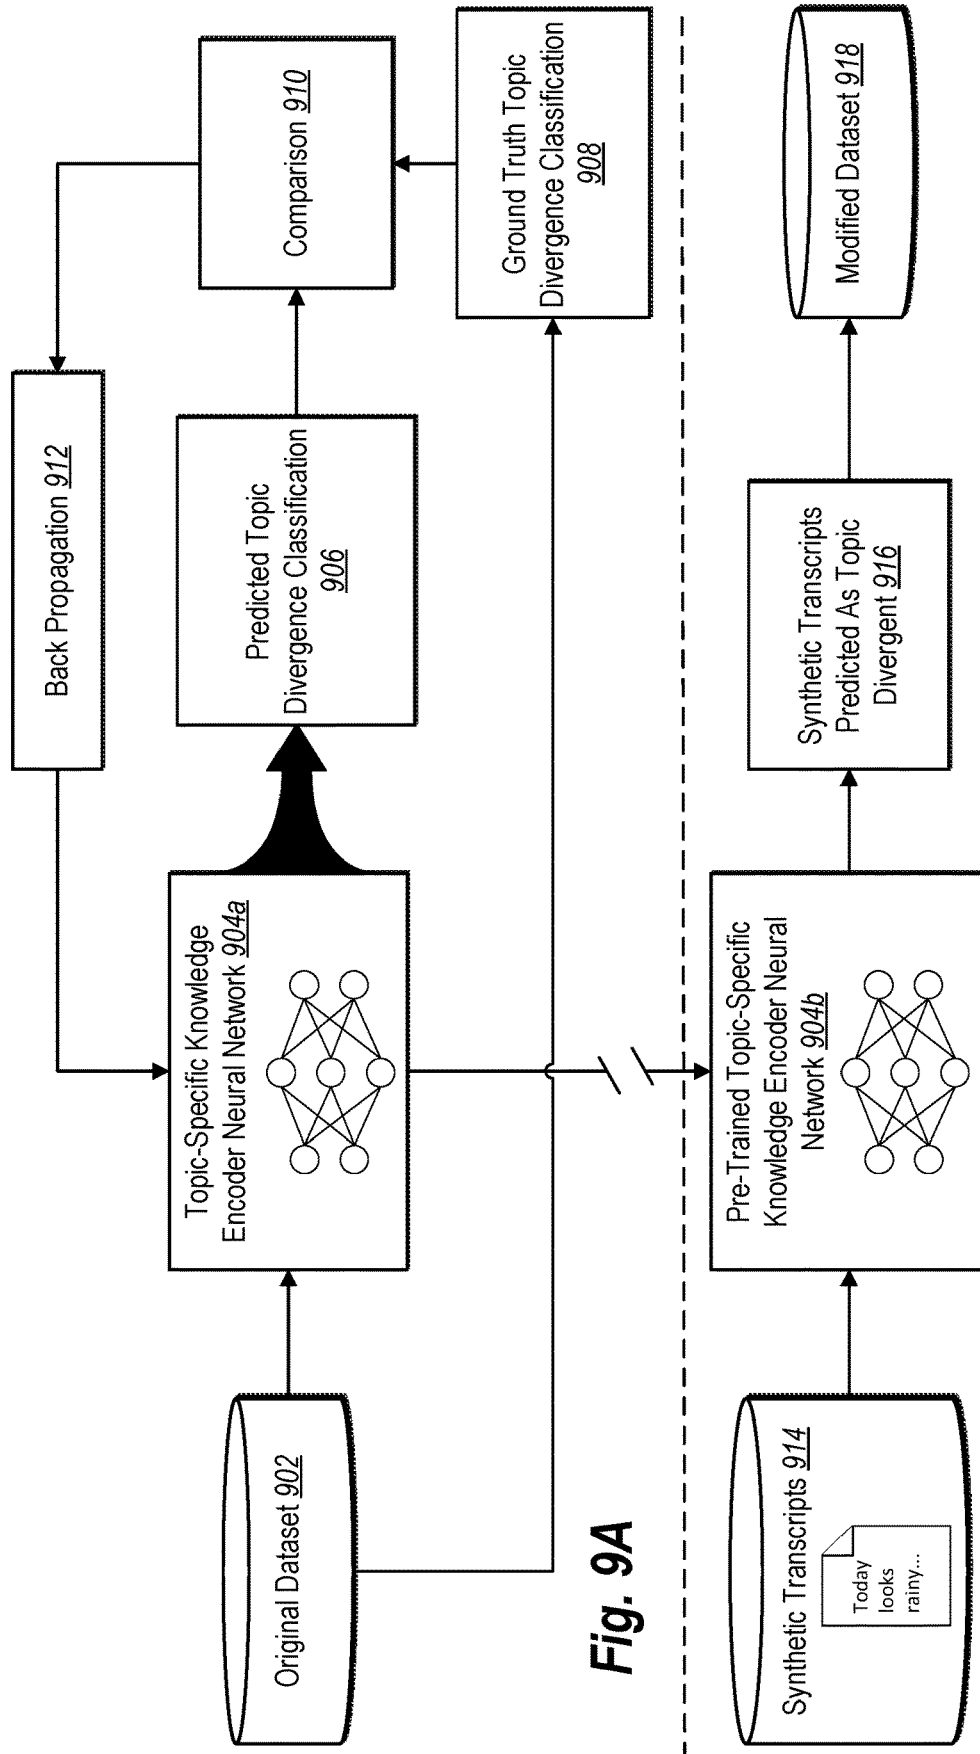 Back Propagation 912
Original Dataset 902
Topic-Specific Knowledge
Encoder Neural Network 904a
Predicted Topic
Divergence Classification
906
Comparison 910
Ground Truth Topic
Divergence Classification
908
Fig. 9A
Synthetic Transcripts 914
Today
looks
rainy...
Pre-Trained Topic-Specific
Knowledge Encoder Neural
Network 904b
Synthetic Transcripts
Predicted As Topic
Divergent 916
Modified Dataset 918